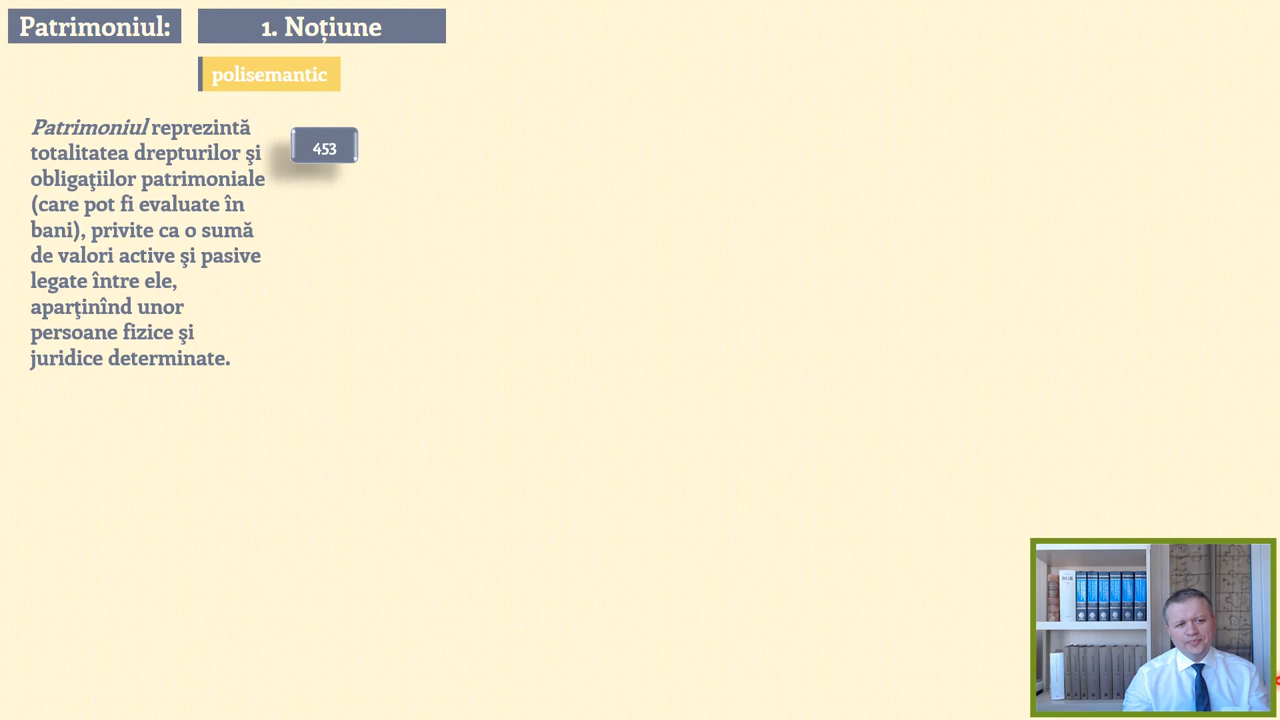 Patrimoniul:
1. Noțiune
polisemantic
Patrimoniul reprezintă
totalitatea drepturilor şi
obligaţiilor patrimoniale
(care pot fi evaluate în
bani), privite ca o sumă
de valori active şi pasive
legate între ele,
aparţinînd unor
persoane fizice şi
juridice determinate.
453